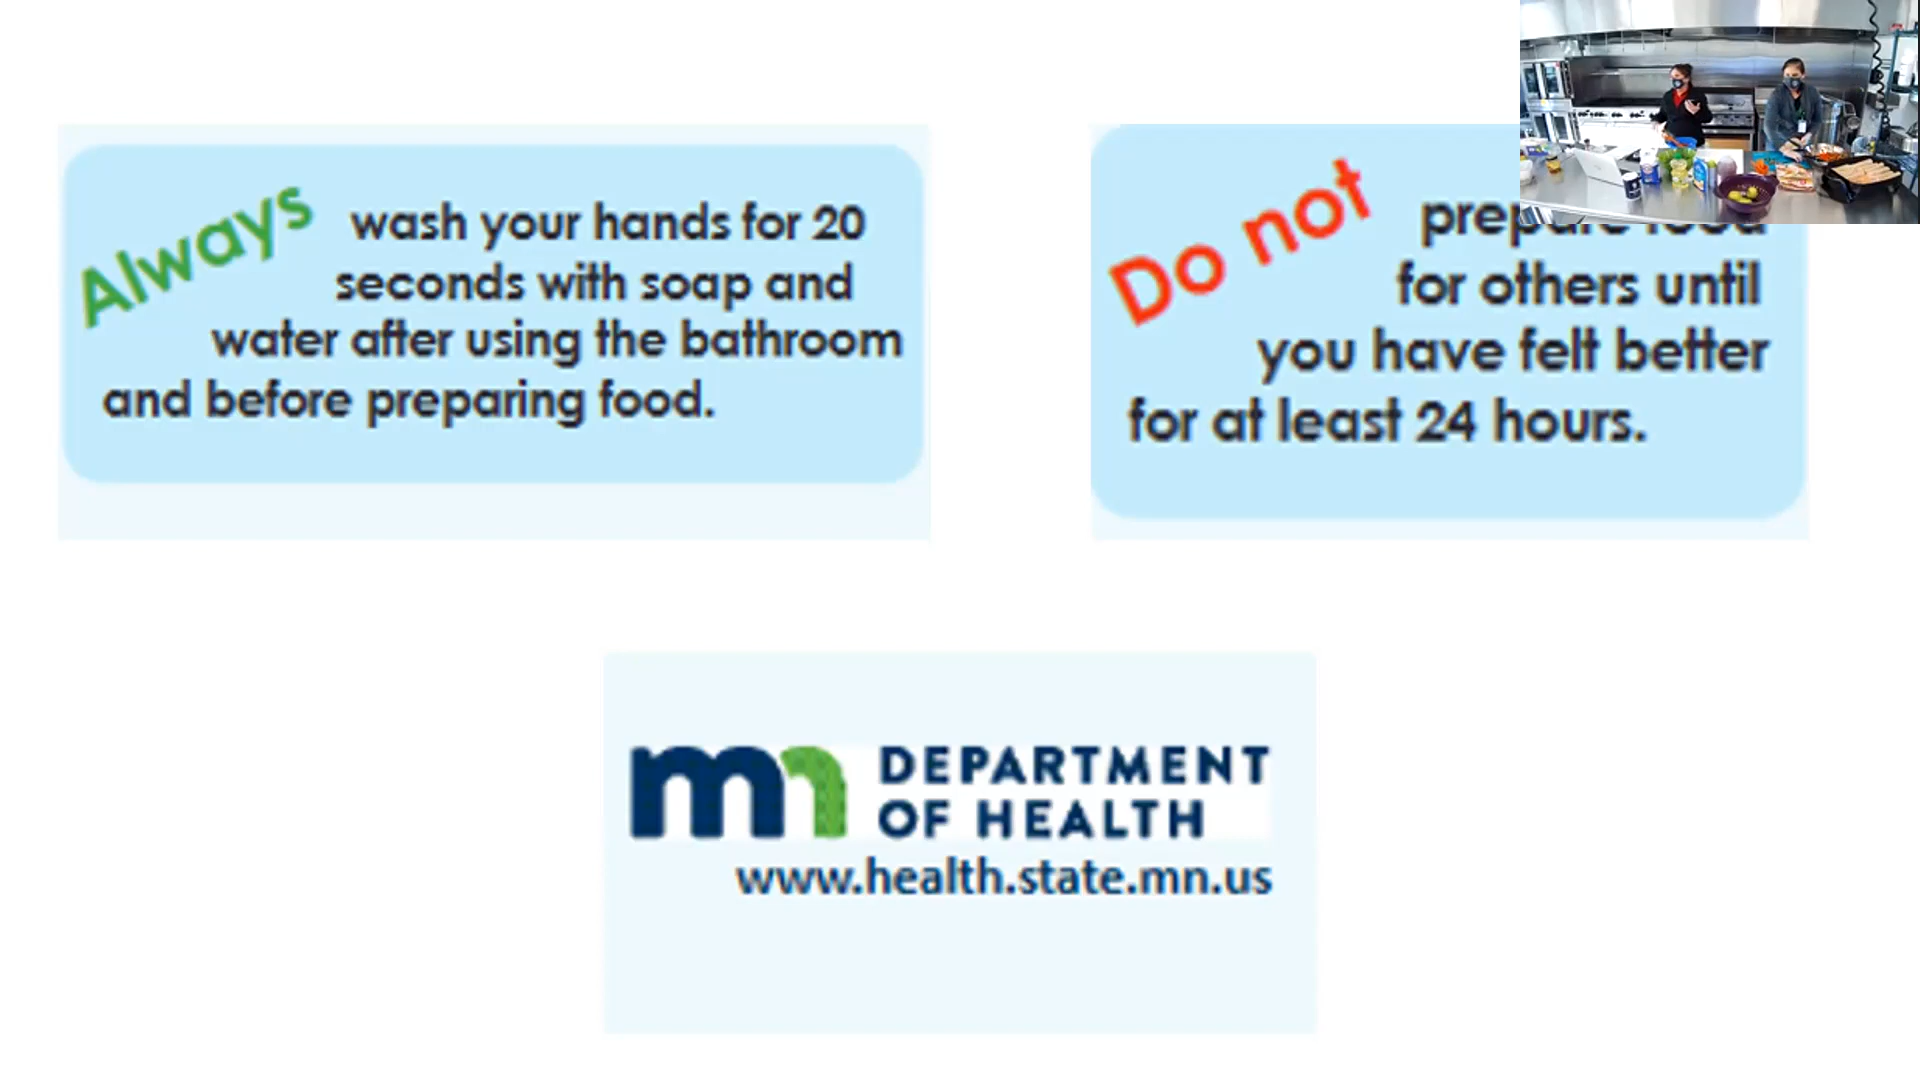 Always wash your hands for 20
seconds with soap and
water after using the bathroom
and before preparing food.
Do not prepare food
for others until
you have felt better
for at least 24 hours.
mn DEPARTMENT
OF HEALTH
www.health.state.mn.us